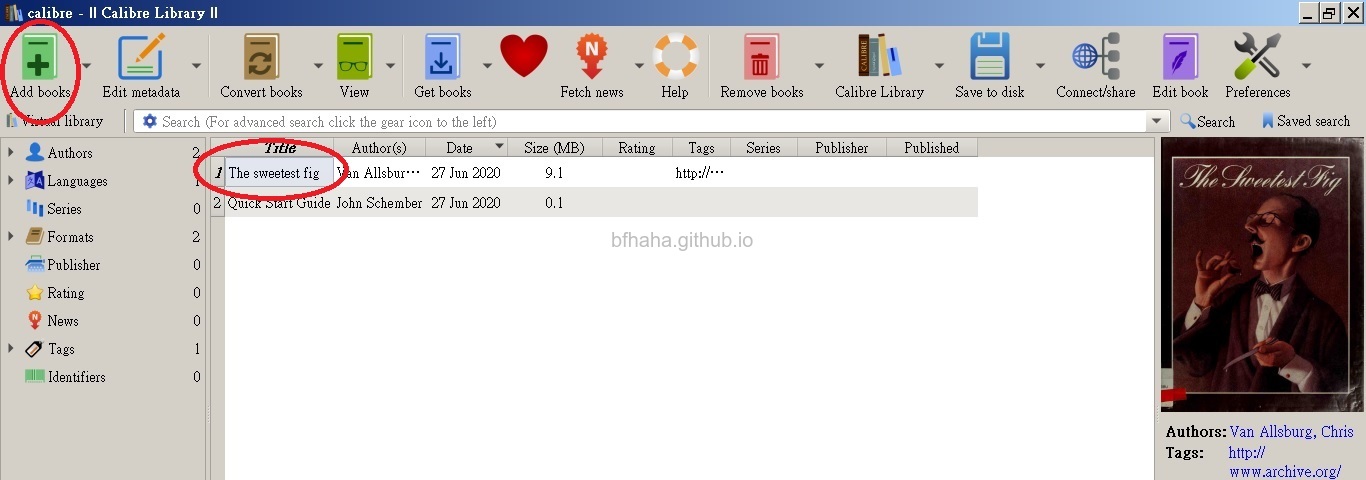 calibre - || Calibre Library ||
Add books
Edit metadata
Convert books
View
Get books
Fetch news
Help
Remove books
Calibre Library
Save to disk
Connect/share
Edit book
Preferences
Virtual library
Search (For advanced search click the gear icon to the left)
Search
Saved search
Authors 2
Languages 1
Series 0
Formats 2
Publisher 0
Rating 0
News 0
Tags 1
Identifiers 0
Title Author(s) Date Size (MB) Rating Tags Series Publisher Published
1 The sweetest fig Van Allsbur… 27 Jun 2020 9.1 http://…
2 Quick Start Guide John Schember 27 Jun 2020 0.1
bfhaha.github.io
The Sweetest Fig
Authors: Van Allsburg, Chris
Tags: http://
www.archive.org/